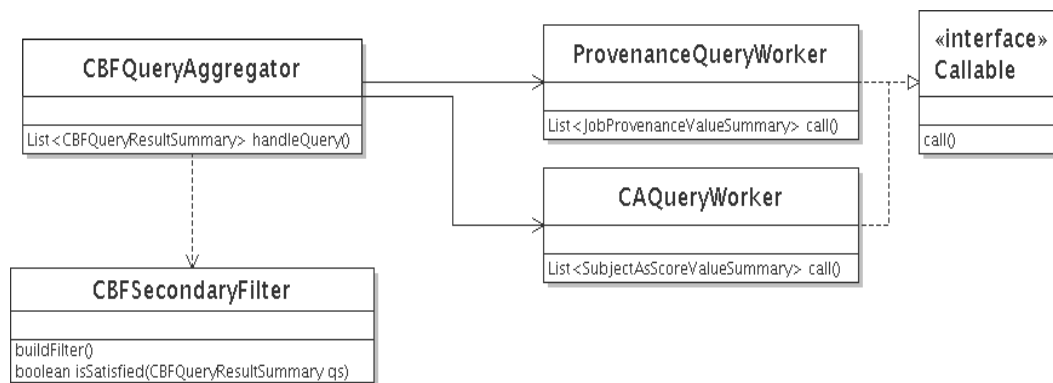 CBFQueryAggregator
List<CBFQueryResultSummary> handleQuery()
ProvenanceQueryWorker
List<JobProvenanceValueSummary> call()
«interface»
Callable
call()
CAQueryWorker
List<SubjectAsScoreValueSummary> call()
CBFSecondaryFilter
buildFilter()
boolean isSatisfied(CBFQueryResultSummary qs)